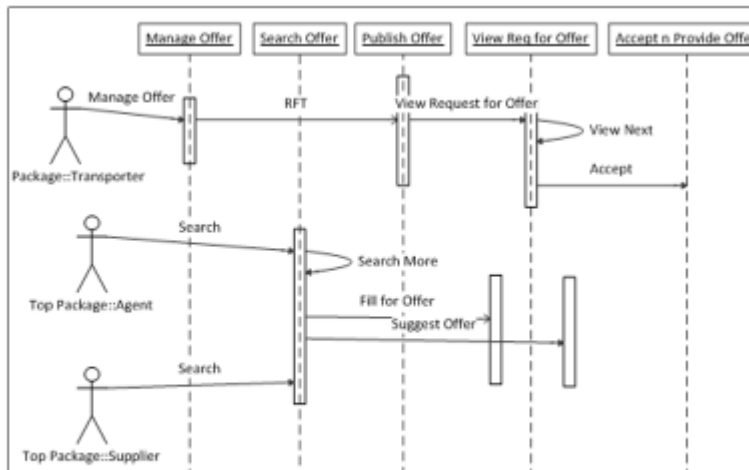 Manage Offer
Search Offer
Publish Offer
View Req for Offer
Accept n Provide Offe
Manage Offer
RFT
View Request for Offer
View Next
Package::Transporter
Accept
Search
Search More
Top Package::Agent
Fill for Offer
Suggest Offer
Search
Top Package::Supplier